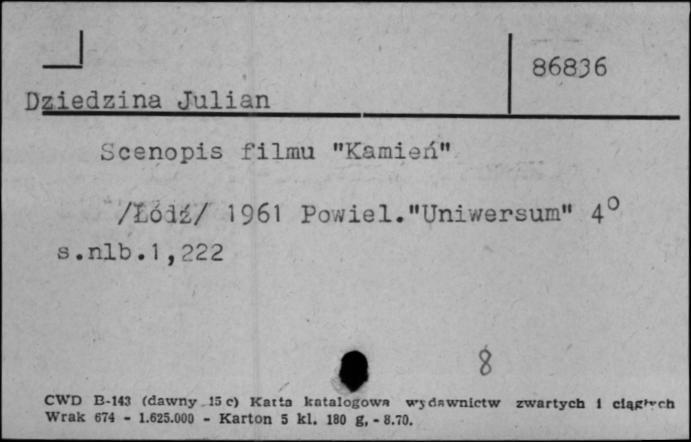 86836
Dziedzina Julian
Scenopis filmu "Kamień"
/Łódź/ 1961 Powiel."Uniwersum" 4°
s.nlb.1,222
8
CWD B-143 (dawny 15 c) Karta katalogowa wydawnictw zwartych i ciągłych
Wrak 674 - 1.625.000 - Karton 5 kl. 180 g, - 8.70.